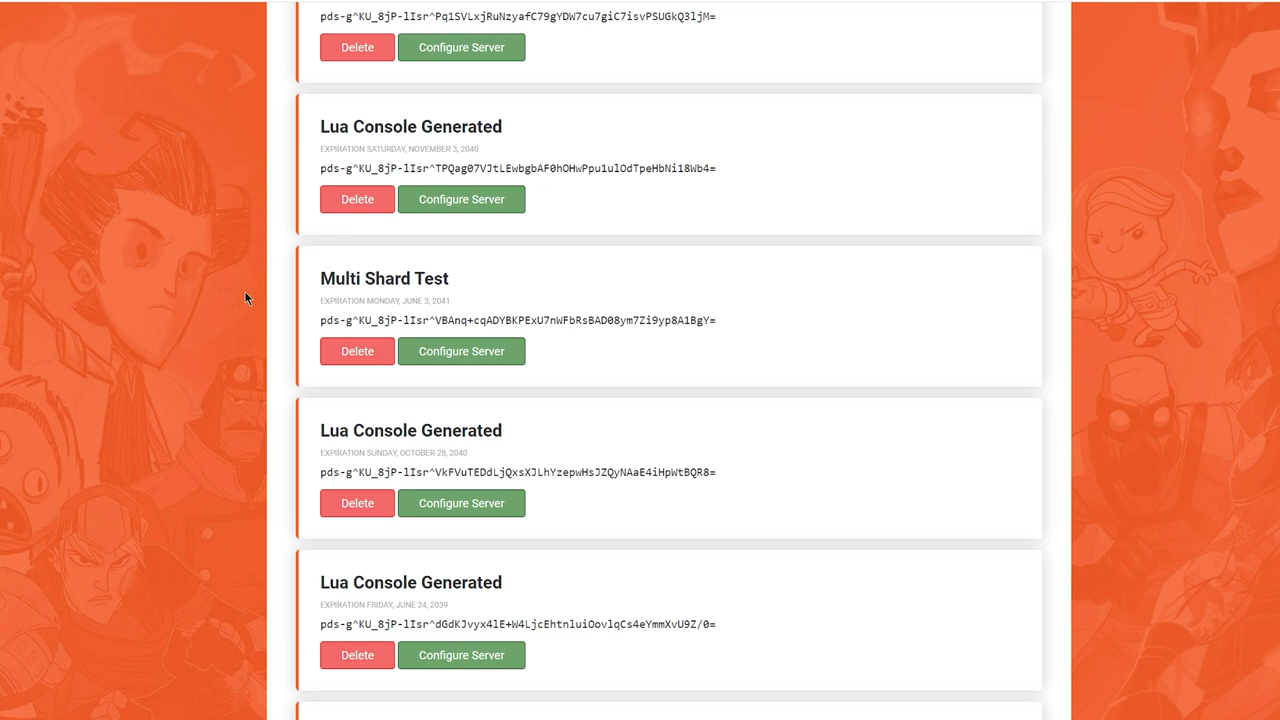 pds-g^KU_8jP-lIsr^Pq1SVLxjRuNzyafC79gYDW7cu7giC7isvPSUGkQ3ljM=
Delete Configure Server
Lua Console Generated
EXPIRATION SATURDAY, NOVEMBER 3, 2040
pds-g^KU_8jP-lIsr^TPQag07VJtLEwbgbAF0hOHwPpu1ulOdTpeHbNi18Wb4=
Delete Configure Server
Multi Shard Test
EXPIRATION MONDAY, JUNE 3, 2041
pds-g^KU_8jP-lIsr^VBAnq+cqADYBKPExU7nWFbRsBAD08ym7Zi9yp8A1BgY=
Delete Configure Server
Lua Console Generated
EXPIRATION SUNDAY, OCTOBER 28, 2040
pds-g^KU_8jP-lIsr^VkFVuTEDdLjQxsXJLhYzepwHsJZQyNAaE4iHpWtBQR8=
Delete Configure Server
Lua Console Generated
EXPIRATION FRIDAY, JUNE 24, 2039
pds-g^KU_8jP-lIsr^dGdKJvyx4lE+W4LjcEhtnluiOovlqCs4eYmmXvU9Z/0=
Delete Configure Server